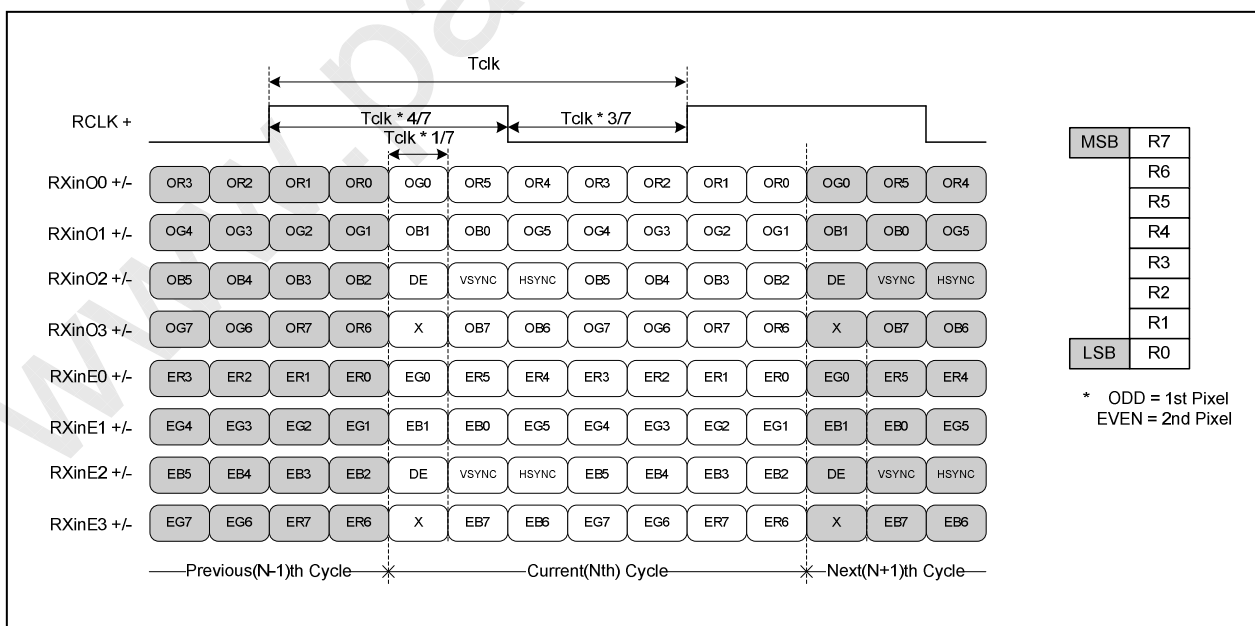 www.pa
Tclk
RCLK +
Tclk * 4/7
Tclk * 3/7
Tclk * 1/7
RXinO0 +/- OR3 OR2 OR1 OR0 OG0 OR5 OR4 OR3 OR2 OR1 OR0 OG0 OR5 OR4
RXinO1 +/- OG4 OG3 OG2 OG1 OB1 OB0 OG5 OG4 OG3 OG2 OG1 OB1 OB0 OG5
RXinO2 +/- OB5 OB4 OB3 OB2 DE VSYNC HSYNC OB5 OB4 OB3 OB2 DE VSYNC HSYNC
RXinO3 +/- OG7 OG6 OR7 OR6 X OB7 OB6 OG7 OG6 OR7 OR6 X OB7 OB6
RXinE0 +/- ER3 ER2 ER1 ER0 EG0 ER5 ER4 ER3 ER2 ER1 ER0 EG0 ER5 ER4
RXinE1 +/- EG4 EG3 EG2 EG1 EB1 EB0 EG5 EG4 EG3 EG2 EG1 EB1 EB0 EG5
RXinE2 +/- EB5 EB4 EB3 EB2 DE VSYNC HSYNC EB5 EB4 EB3 EB2 DE VSYNC HSYNC
RXinE3 +/- EG7 EG6 ER7 ER6 X EB7 EB6 EG7 EG6 ER7 ER6 X EB7 EB6
Previous(N-1)th Cycle Current(Nth) Cycle Next(N+1)th Cycle
MSB R7
R6
R5
R4
R3
R2
R1
LSB R0
* ODD = 1st Pixel
EVEN = 2nd Pixel